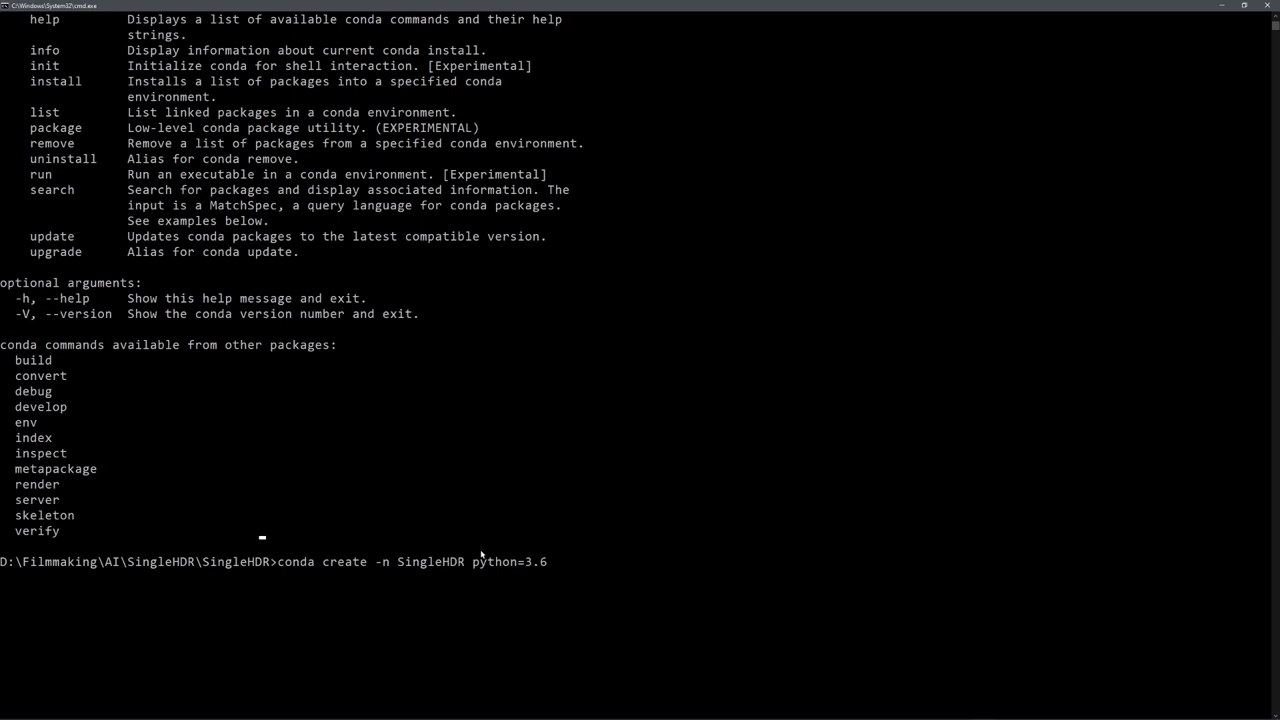 C:\Windows\System32\cmd.exe
help Displays a list of available conda commands and their help
strings.
info Display information about current conda install.
init Initialize conda for shell interaction. [Experimental]
install Installs a list of packages into a specified conda
environment.
list List linked packages in a conda environment.
package Low-level conda package utility. (EXPERIMENTAL)
remove Remove a list of packages from a specified conda environment.
uninstall Alias for conda remove.
run Run an executable in a conda environment. [Experimental]
search Search for packages and display associated information. The
input is a MatchSpec, a query language for conda packages.
See examples below.
update Updates conda packages to the latest compatible version.
upgrade Alias for conda update.
optional arguments:
-h, --help Show this help message and exit.
-V, --version Show the conda version number and exit.
conda commands available from other packages:
build
convert
debug
develop
env
index
inspect
metapackage
render
server
skeleton
verify
D:\Filmmaking\AI\SingleHDR\SingleHDR>conda create -n SingleHDR python=3.6